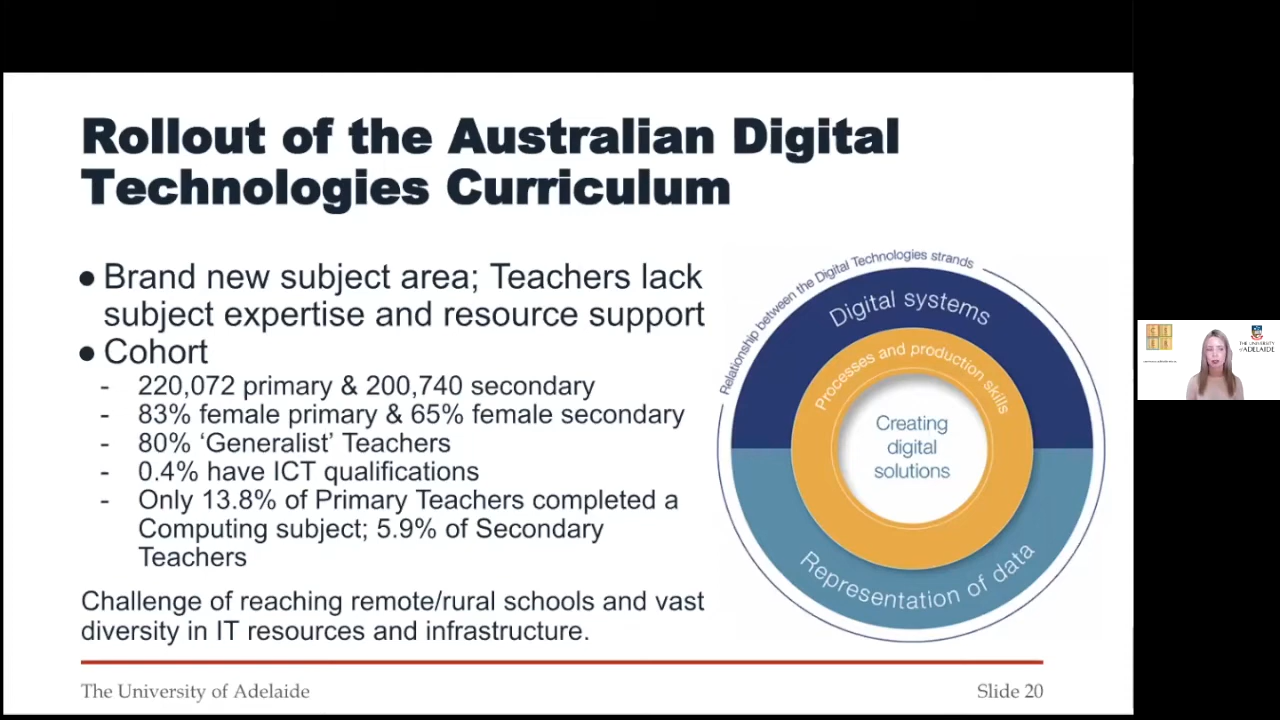 Rollout of the Australian Digital
Technologies Curriculum
● Brand new subject area; Teachers lack
subject expertise and resource support
● Cohort
- 220,072 primary & 200,740 secondary
- 83% female primary & 65% female secondary
- 80% ‘Generalist’ Teachers
- 0.4% have ICT qualifications
- Only 13.8% of Primary Teachers completed a
Computing subject; 5.9% of Secondary
Teachers
Challenge of reaching remote/rural schools and vast
diversity in IT resources and infrastructure.
Relationship between the Digital Technologies strands
Digital systems
Processes and production skills
Creating
digital
solutions
Representation of data
The University of Adelaide
Slide 20
THE UNIVERSITY
of ADELAIDE